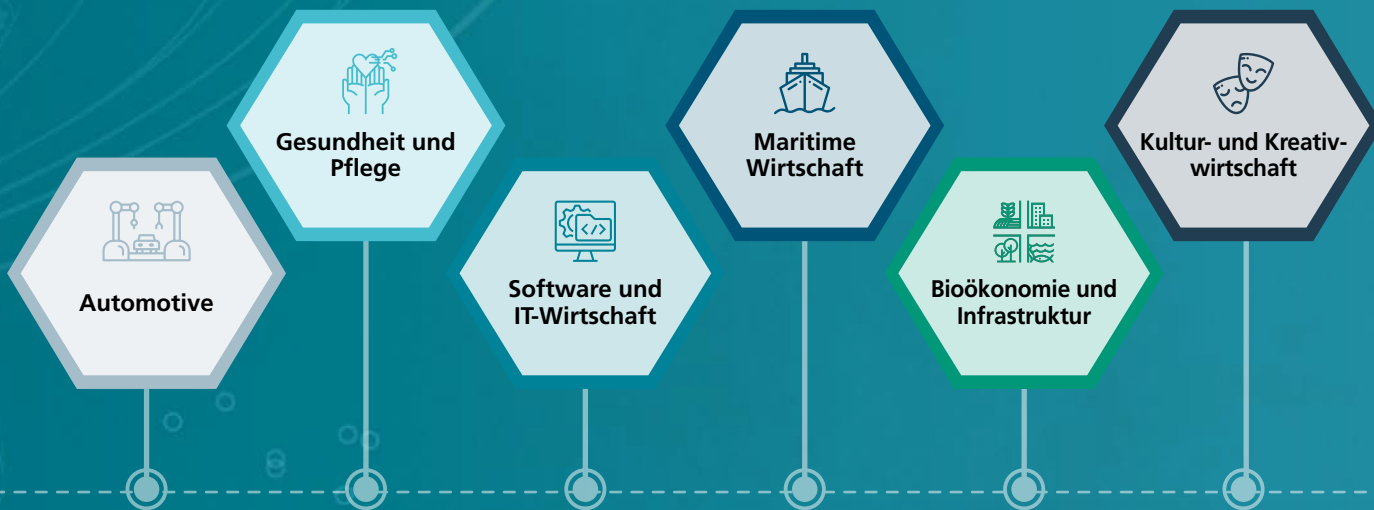 Automotive
Gesundheit und
Pflege
Software und
IT-Wirtschaft
Maritime
Wirtschaft
Bioökonomie und
Infrastruktur
Kultur- und Kreativ-
wirtschaft